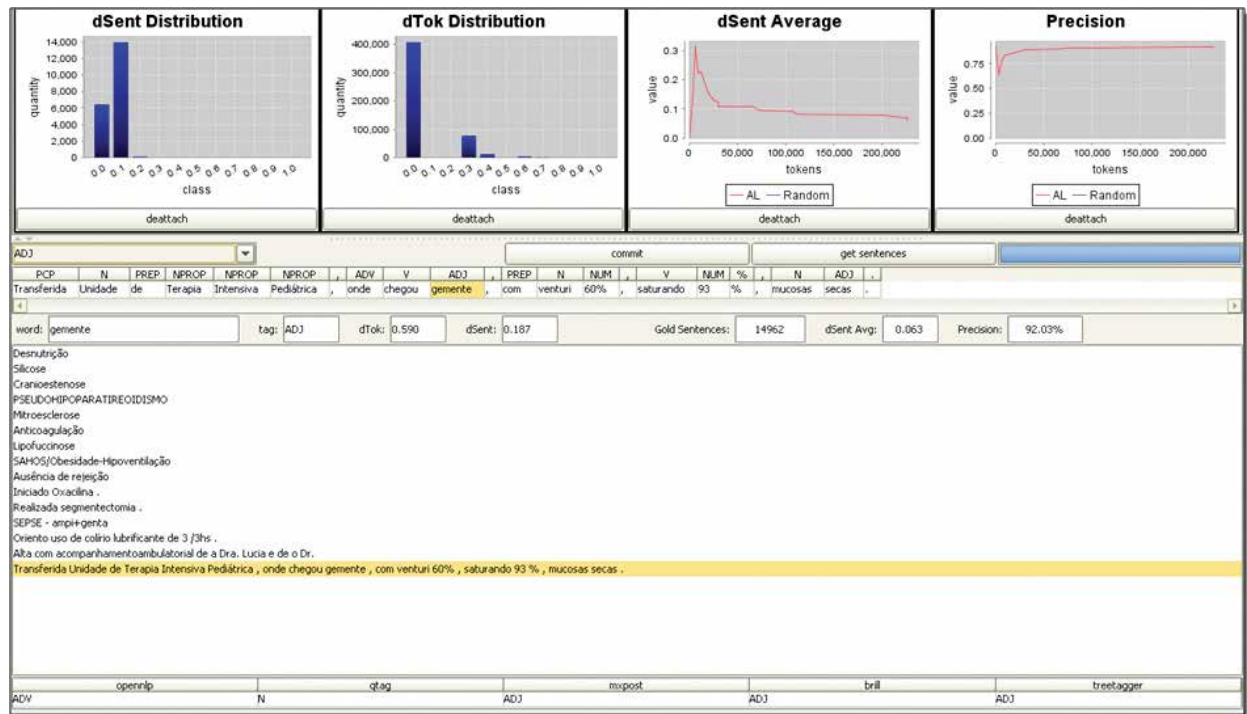 dSent Distribution
14,000
12,000
10,000
8,000
6,000
4,000
2,000
0
quantity
0.0 0.1 0.2 0.3 0.4 0.5 0.6 0.7 0.8 0.9 1.0
class
deattach
dTok Distribution
400,000
300,000
200,000
100,000
0
quantity
0.0 0.1 0.2 0.3 0.4 0.5 0.6 0.7 0.8 0.9 1.0
class
deattach
dSent Average
0.3
0.2
0.1
0.0
value
0 50,000 100,000 150,000 200,000
tokens
AL Random
deattach
Precision
0.75
0.50
0.25
0.00
value
0 50,000 100,000 150,000 200,000
tokens
AL Random
deattach
ADJ commit get sentences
PCP N PREP NPROP NPROP NPROP , ADV V ADJ , PREP N NUM , V NUM % , N ADJ .
Transferida Unidade de Terapia Intensiva Pediátrica , onde chegou gemente , com venturi 60% , saturando 93 % , mucosas secas .
word: gemente tag: ADJ dTok: 0.590 dSent: 0.187 Gold Sentences: 14962 dSent Avg: 0.063 Precision: 92.03%
Desnutrição
Silicose
Cranioestenose
PSEUDOHIPOPARATIREOIDISMO
Mitroesclerose
Anticoagulação
Lipofuccinose
SAHOS/Obesidade-Hipoventilação
Ausência de rejeição
Iniciado Oxacilina .
Realizada segmentectomia .
SEPSE - ampi+genta
Oriento uso de colírio lubrificante de 3 /3hs .
Alta com acompanhamentoambulatorial de a Dra. Lucia e de o Dr.
Transferida Unidade de Terapia Intensiva Pediátrica , onde chegou gemente , com venturi 60% , saturando 93 % , mucosas secas .
opennlp qtag mxpost brill treetagger
ADV N ADJ ADJ ADJ